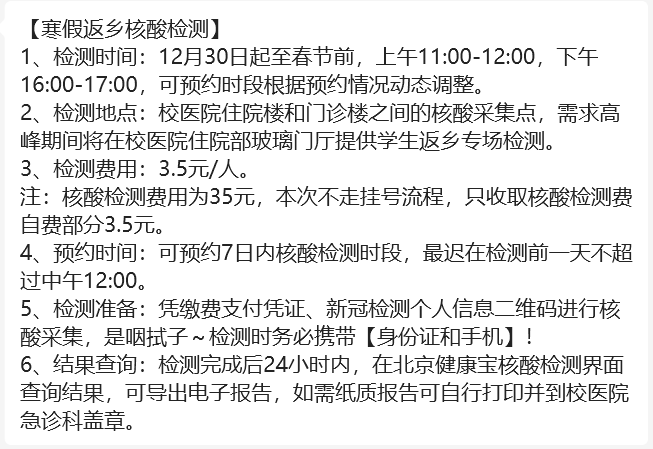 【寒假返乡核酸检测】
1、检测时间：12月30日起至春节前，上午11:00-12:00，下午
16:00-17:00，可预约时段根据预约情况动态调整。
2、检测地点：校医院住院楼和门诊楼之间的核酸采集点，需求高
峰期间将在校医院住院部玻璃门厅提供学生返乡专场检测。
3、检测费用：3.5元/人。
注：核酸检测费用为35元，本次不走挂号流程，只收取核酸检测费
自费部分3.5元。
4、预约时间：可预约7日内核酸检测时段，最迟在检测前一天不超
过中午12:00。
5、检测准备：凭缴费支付凭证、新冠检测个人信息二维码进行核
酸采集，是咽拭子～检测时务必携带【身份证和手机】！
6、结果查询：检测完成后24小时内，在北京健康宝核酸检测界面
查询结果，可导出电子报告，如需纸质报告可自行打印并到校医院
急诊科盖章。